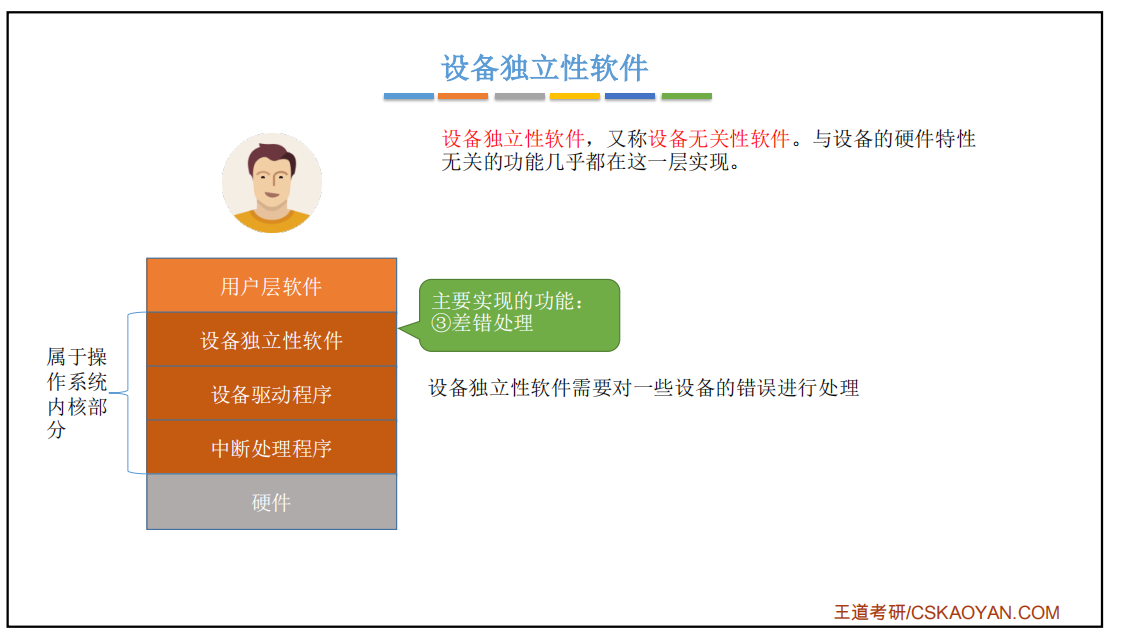 设备独立性软件
设备独立性软件，又称设备无关性软件。与设备的硬件特性
无关的功能几乎都在这一层实现。
用户层软件
主要实现的功能：
③差错处理
设备独立性软件
属于操
作系统
内核部
分
设备驱动程序
设备独立性软件需要对一些设备的错误进行处理
中断处理程序
硬件
王道考研/CSKAOYAN.COM